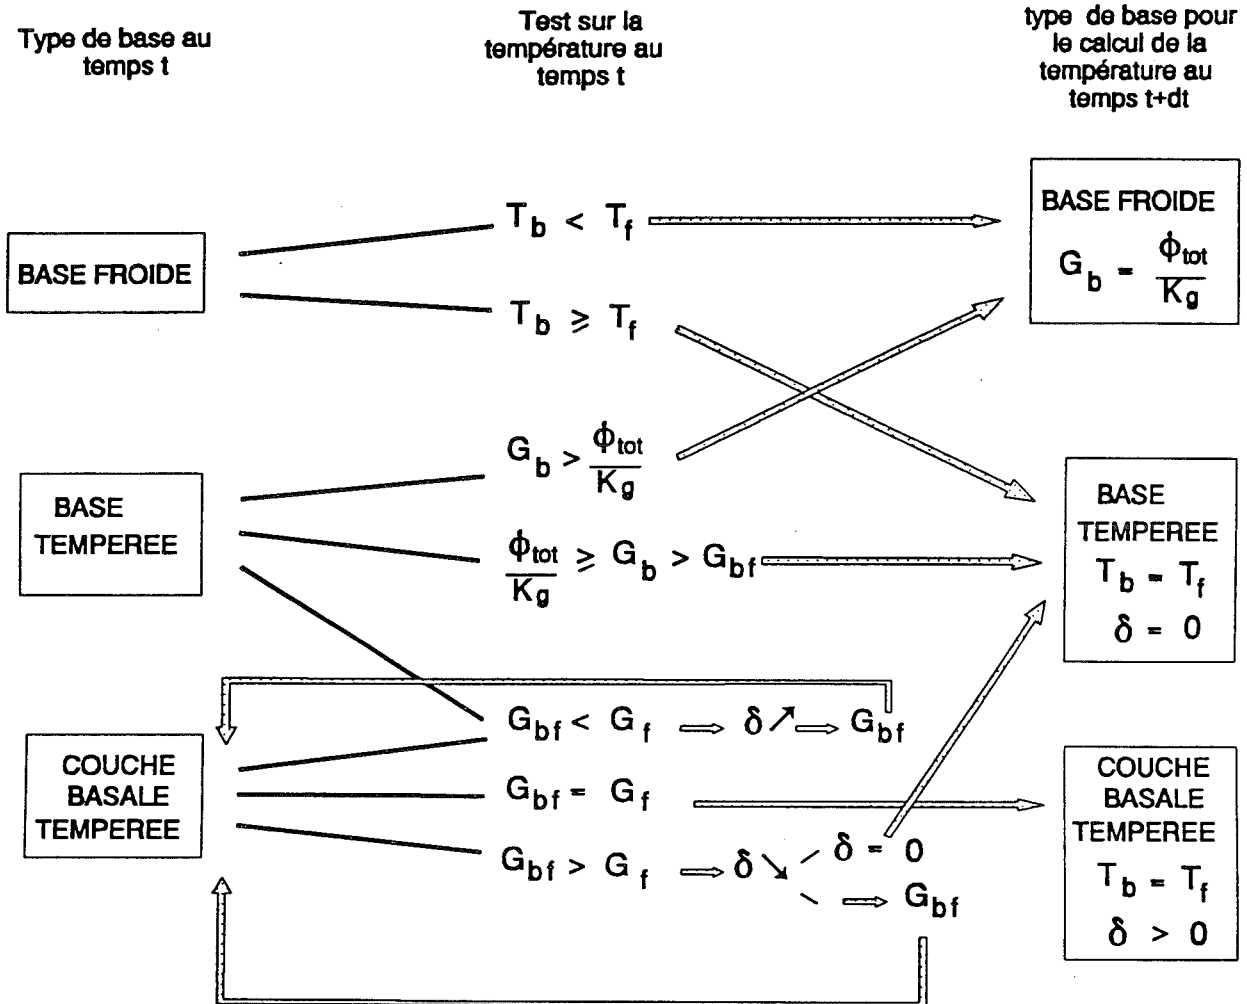 Type de base au
temps t
Test sur la
température au
temps t
type de base pour
le calcul de la
température au
temps t+dt
BASE FROIDE
T_b < T_f
T_b ⩾ T_f
BASE FROIDE
G_b = ϕ_tot / Kg
BASE
TEMPEREE
G_b > ϕ_tot / Kg
ϕ_tot / Kg ⩾ G_b > G_bf
BASE
TEMPEREE
T_b = T_f
δ = 0
COUCHE
BASALE
TEMPEREE
G_bf < G_f ⇒ δ ↗ ⇒ G_bf
G_bf = G_f
G_bf > G_f ⇒ δ ↘ δ = 0
⇒ G_bf
COUCHE
BASALE
TEMPEREE
T_b = T_f
δ > 0